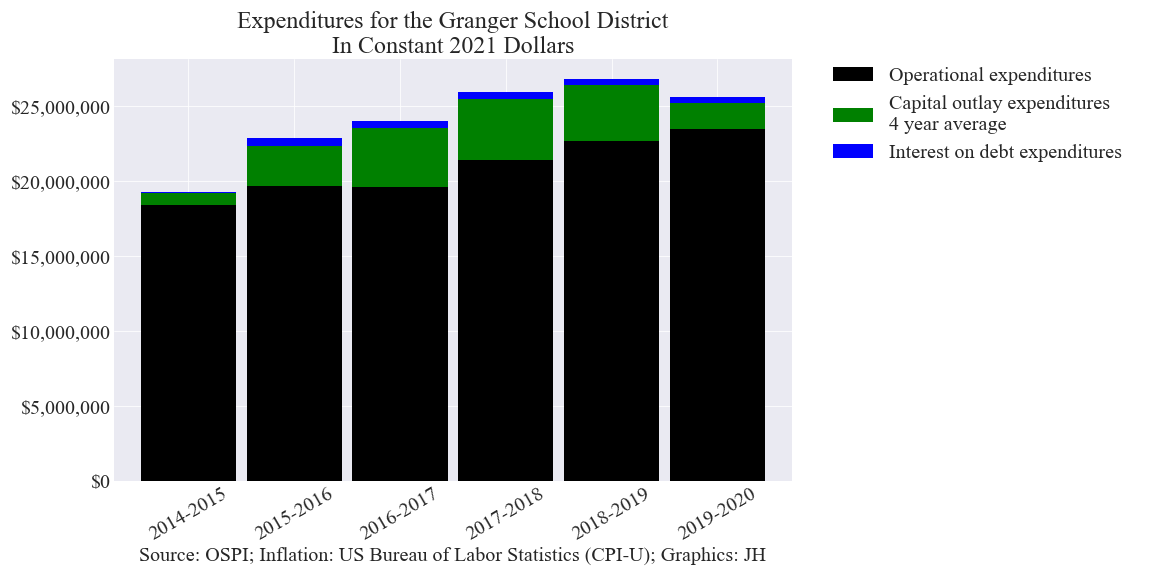 Expenditures for the Granger School District
In Constant 2021 Dollars
$25,000,000
$20,000,000
$15,000,000
$10,000,000
$5,000,000
$0
2014-2015
2015-2016
2016-2017
2017-2018
2018-2019
2019-2020
Source: OSPI; Inflation: US Bureau of Labor Statistics (CPI-U); Graphics: JH
Operational expenditures
Capital outlay expenditures
4 year average
Interest on debt expenditures